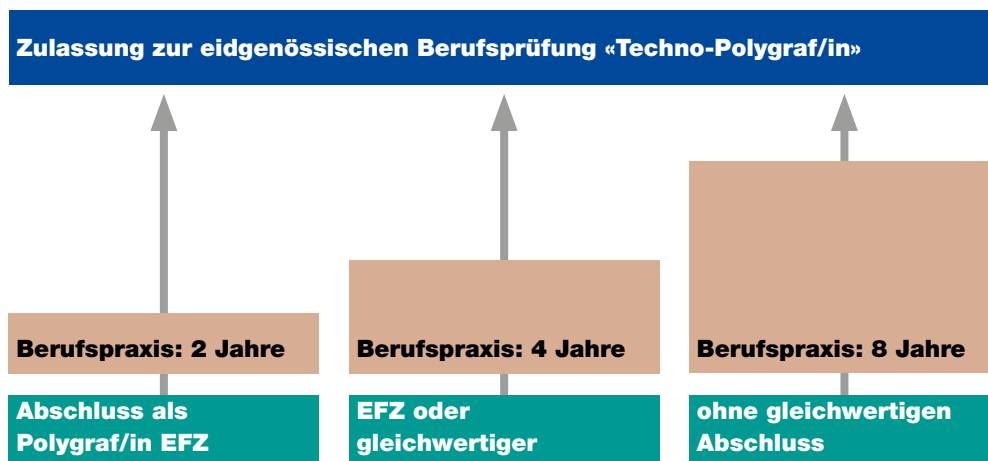 Zulassung zur eidgenössischen Berufsprüfung «Techno-Polygraf/in»
Berufspraxis: 2 Jahre
Berufspraxis: 4 Jahre
Berufspraxis: 8 Jahre
Abschluss als
Polygraf/in EFZ
EFZ oder
gleichwertiger
ohne gleichwertigen
Abschluss